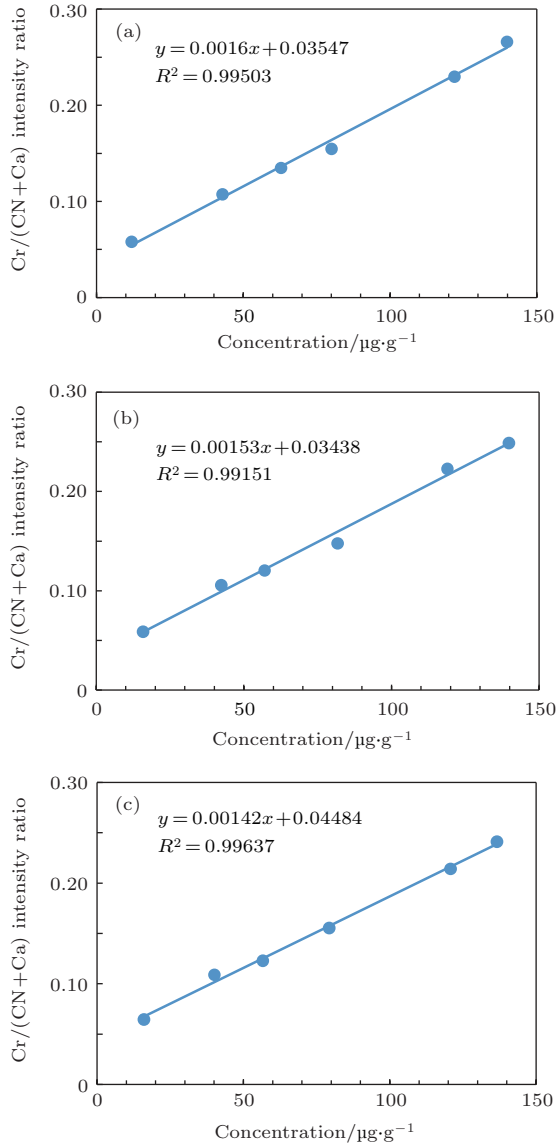 0.30
(a)
y = 0.0016x+0.03547
R² = 0.99503
0.20
0.10
0
Cr/(CN+Ca) intensity ratio
0 50 100 150
Concentration/µg·g⁻¹
0.30
(b)
y = 0.00153x+0.03438
R² = 0.99151
0.20
0.10
0
Cr/(CN+Ca) intensity ratio
0 50 100 150
Concentration/µg·g⁻¹
0.30
(c)
y = 0.00142x+0.04484
R² = 0.99637
0.20
0.10
0
Cr/(CN+Ca) intensity ratio
0 50 100 150
Concentration/µg·g⁻¹